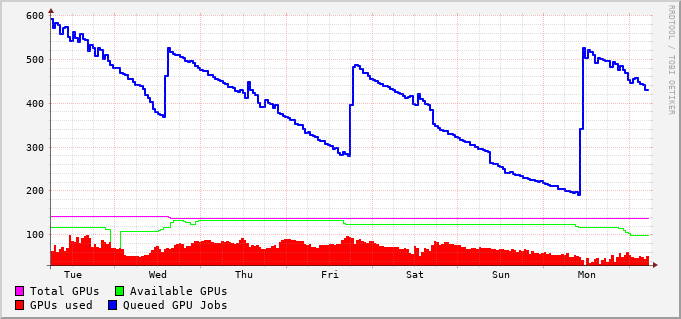 600
500
400
300
200
100
Tue Wed Thu Fri Sat Sun Mon
Total GPUs Available GPUs
GPUs used Queued GPU Jobs
RRDTOOL / TOBI OETIKER